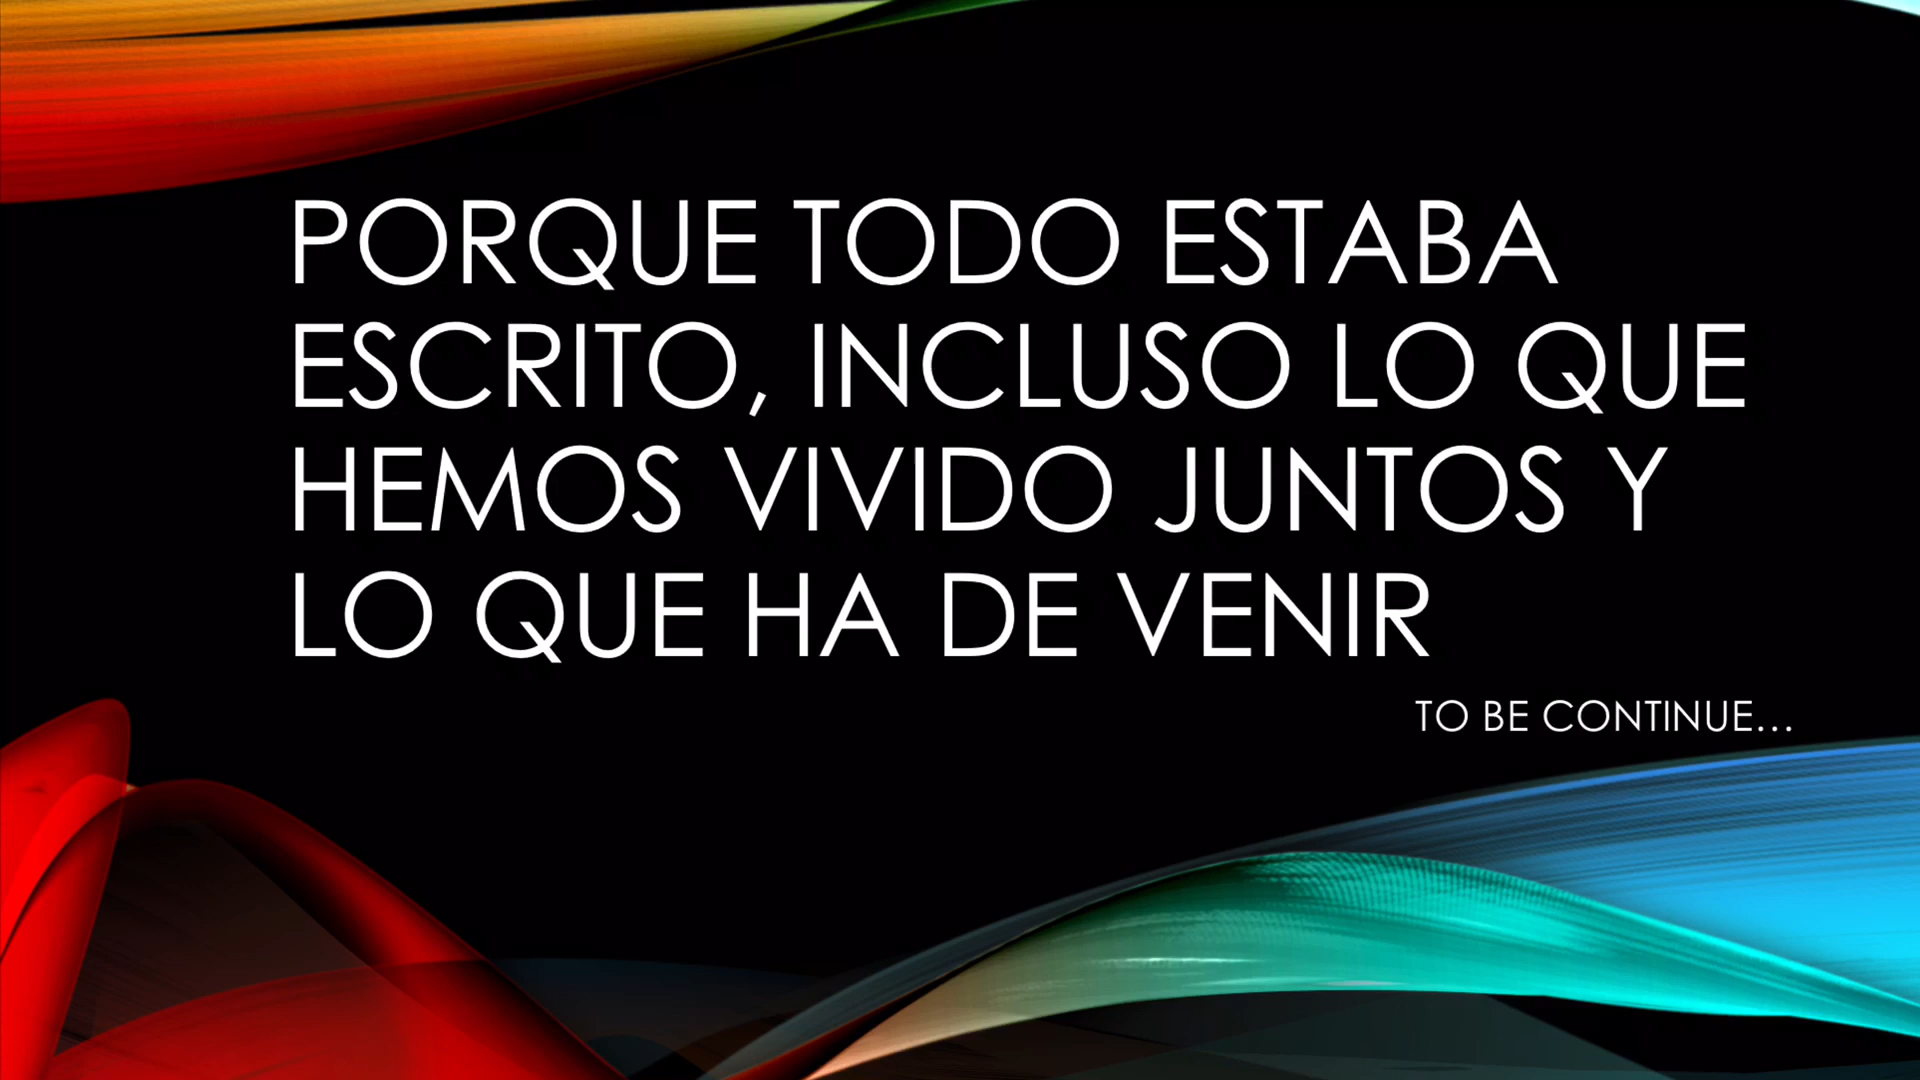 PORQUE TODO ESTABA
ESCRITO, INCLUSO LO QUE
HEMOS VIVIDO JUNTOS Y
LO QUE HA DE VENIR
TO BE CONTINUE...